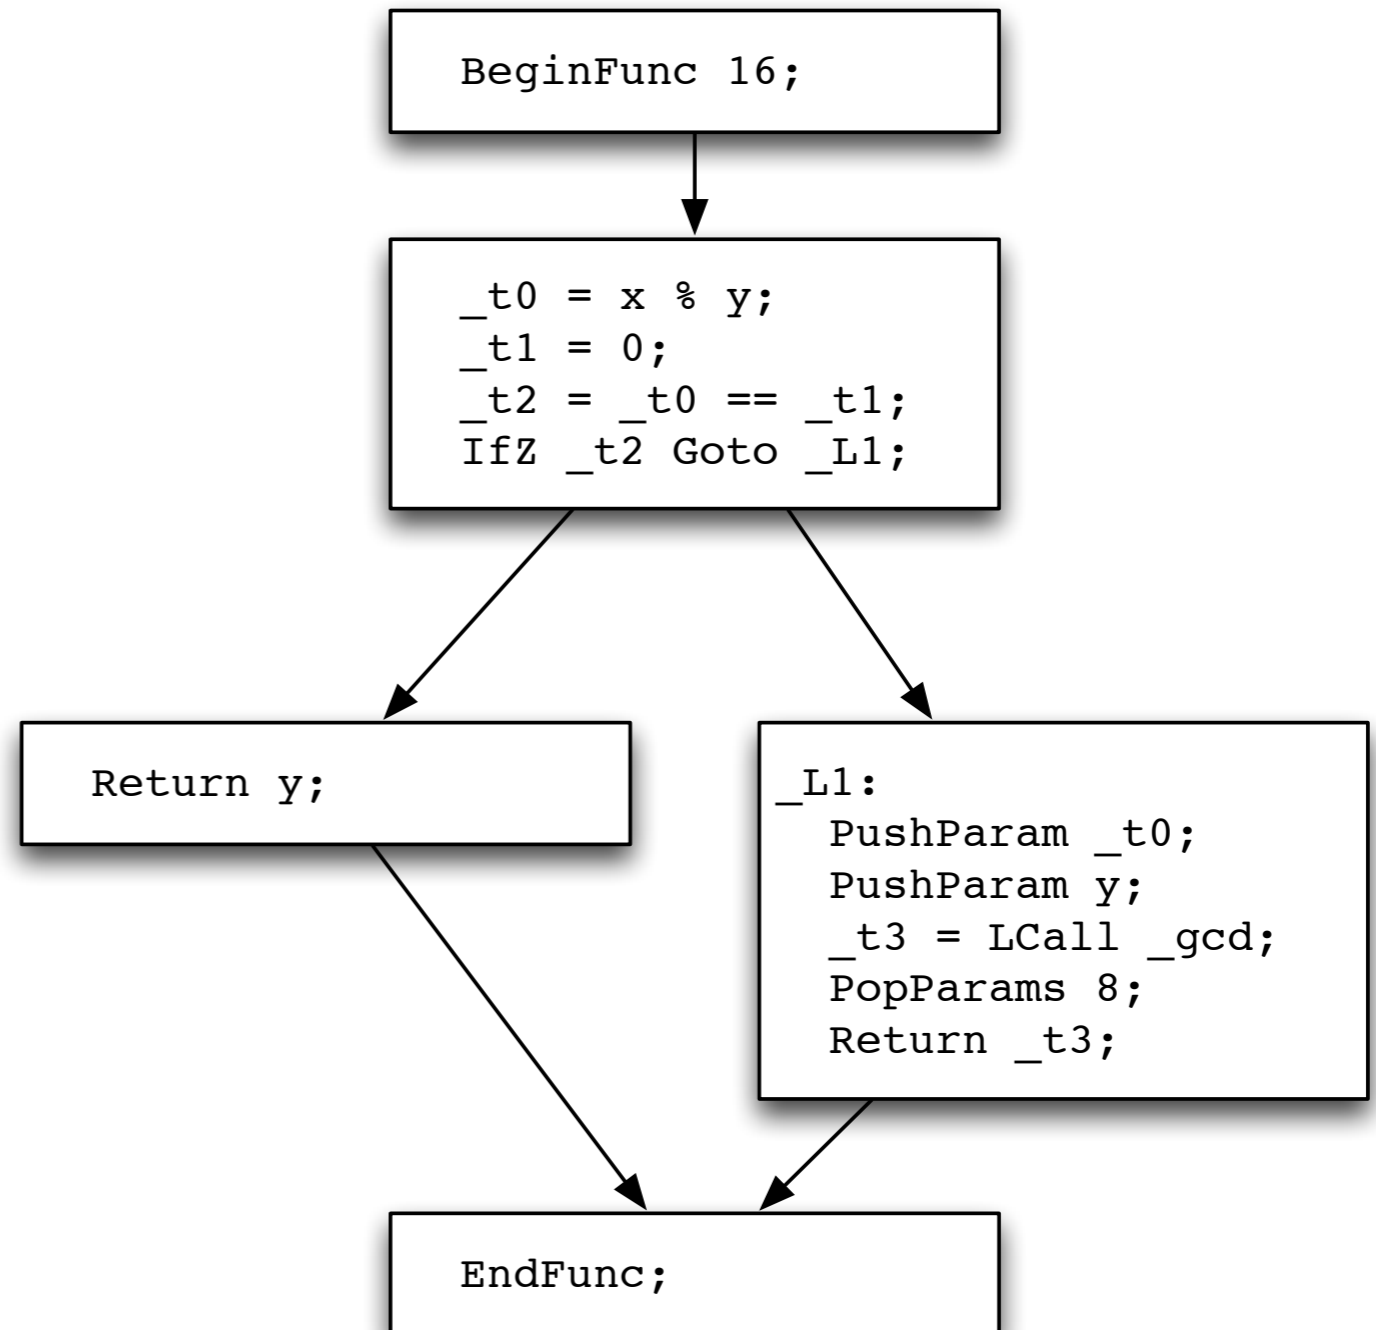 BeginFunc 16;
_t0 = x % y;
_t1 = 0;
_t2 = _t0 == _t1;
IfZ _t2 Goto _L1;
Return y;
_L1:
PushParam _t0;
PushParam y;
_t3 = LCall _gcd;
PopParams 8;
Return _t3;
EndFunc;